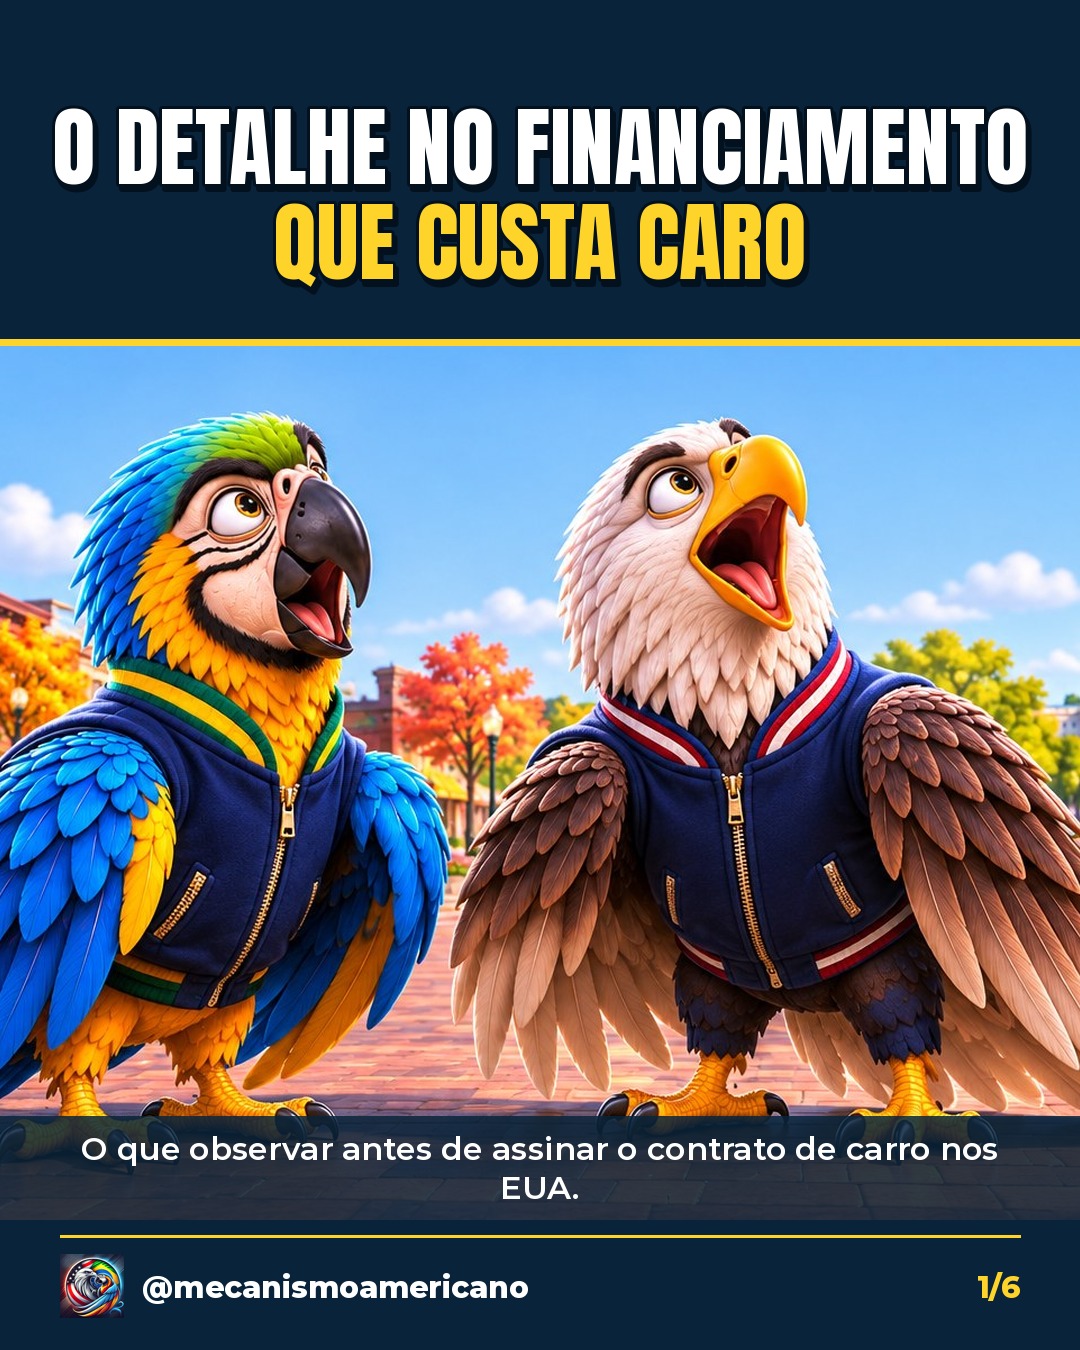 O DETALHE NO FINANCIAMENTO
QUE CUSTA CARO
O que observar antes de assinar o contrato de carro nos
EUA.
@mecanismoamericano
1/6